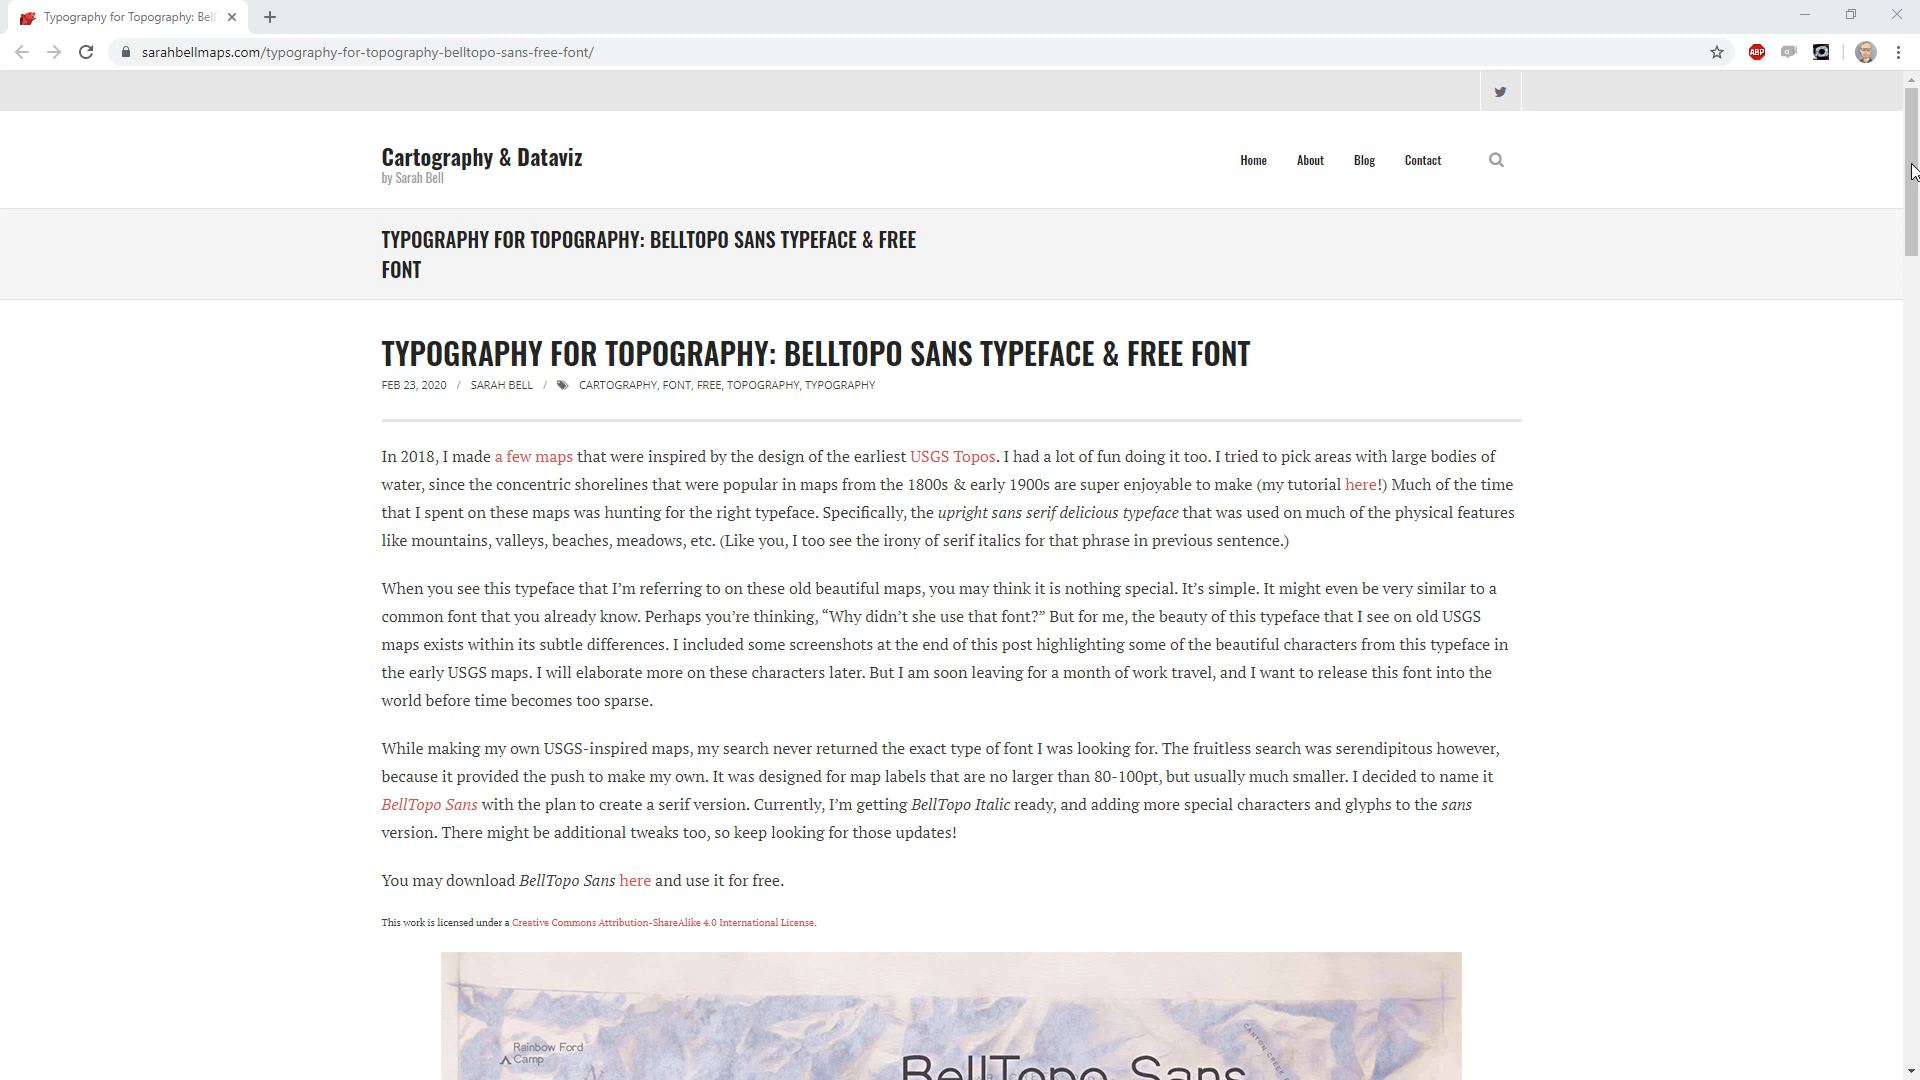 Typography for Topography: Bell
sarahbellmaps.com/typography-for-topography-belltopo-sans-free-font/
ABP
Cartography & Dataviz
by Sarah Bell
Home About Blog Contact
TYPOGRAPHY FOR TOPOGRAPHY: BELLTOPO SANS TYPEFACE & FREE
FONT
TYPOGRAPHY FOR TOPOGRAPHY: BELLTOPO SANS TYPEFACE & FREE FONT
FEB 23, 2020 / SARAH BELL / CARTOGRAPHY, FONT, FREE, TOPOGRAPHY, TYPOGRAPHY
In 2018, I made a few maps that were inspired by the design of the earliest USGS Topos. I had a lot of fun doing it too. I tried to pick areas with large bodies of
water, since the concentric shorelines that were popular in maps from the 1800s & early 1900s are super enjoyable to make (my tutorial here!) Much of the time
that I spent on these maps was hunting for the right typeface. Specifically, the upright sans serif delicious typeface that was used on much of the physical features
like mountains, valleys, beaches, meadows, etc. (Like you, I too see the irony of serif italics for that phrase in previous sentence.)
When you see this typeface that I’m referring to on these old beautiful maps, you may think it is nothing special. It’s simple. It might even be very similar to a
common font that you already know. Perhaps you’re thinking, “Why didn’t she use that font?” But for me, the beauty of this typeface that I see on old USGS
maps exists within its subtle differences. I included some screenshots at the end of this post highlighting some of the beautiful characters from this typeface in
the early USGS maps. I will elaborate more on these characters later. But I am soon leaving for a month of work travel, and I want to release this font into the
world before time becomes too sparse.
While making my own USGS-inspired maps, my search never returned the exact type of font I was looking for. The fruitless search was serendipitous however,
because it provided the push to make my own. It was designed for map labels that are no larger than 80-100pt, but usually much smaller. I decided to name it
BellTopo Sans with the plan to create a serif version. Currently, I’m getting BellTopo Italic ready, and adding more special characters and glyphs to the sans
version. There might be additional tweaks too, so keep looking for those updates!
You may download BellTopo Sans here and use it for free.
This work is licensed under a Creative Commons Attribution-ShareAlike 4.0 International License.
Rainbow Ford
Camp
CANYON CREEK
BellTopo Sans